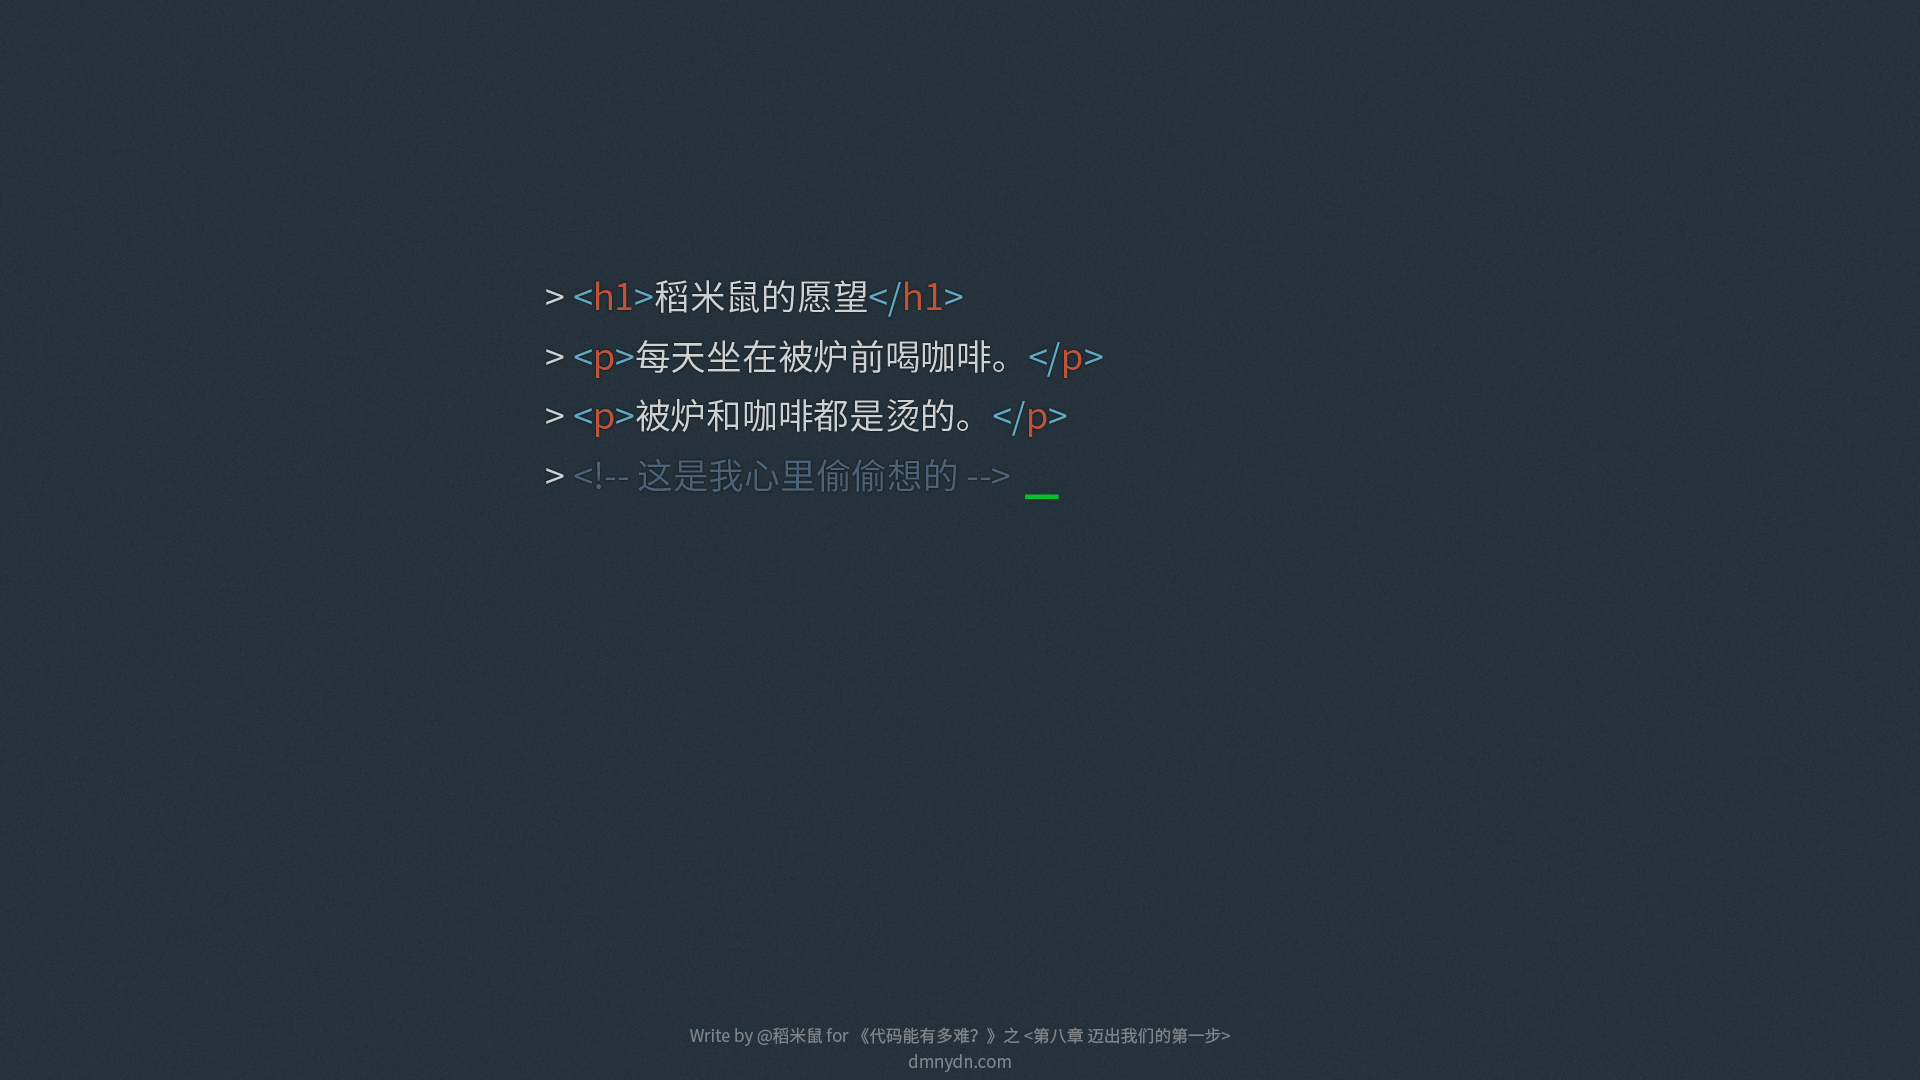 > <h1>稻米鼠的愿望</h1>
> <p>每天坐在被炉前喝咖啡。</p>
> <p>被炉和咖啡都是烫的。</p>
> <!-- 这是我心里偷偷想的 --> _
Write by @稻米鼠 for 《代码能有多难？》之 <第八章 迈出我们的第一步>
dmnydn.com